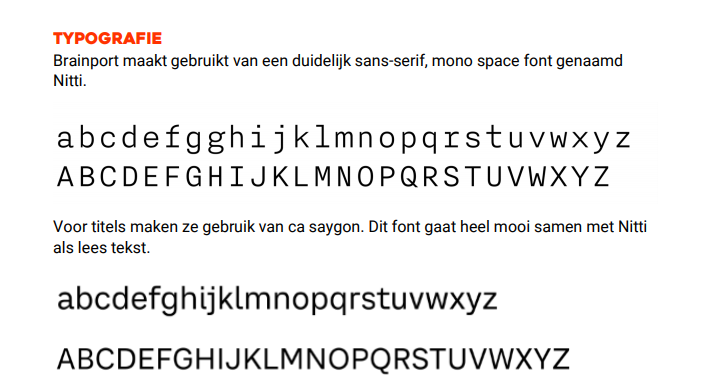 TYPOGRAFIE
Brainport maakt gebruikt van een duidelijk sans-serif, mono space font genaamd
Nitti.
abcdefgghijklmnopqrstuvwxyz
ABCDEFGHIJKLMNOPQRSTUVWXYZ
Voor titels maken ze gebruik van ca saygon. Dit font gaat heel mooi samen met Nitti
als lees tekst.
abcdefghijklmnopqrstuvwxyz
ABCDEFGHIJKLMNOPQRSTUVWXYZ